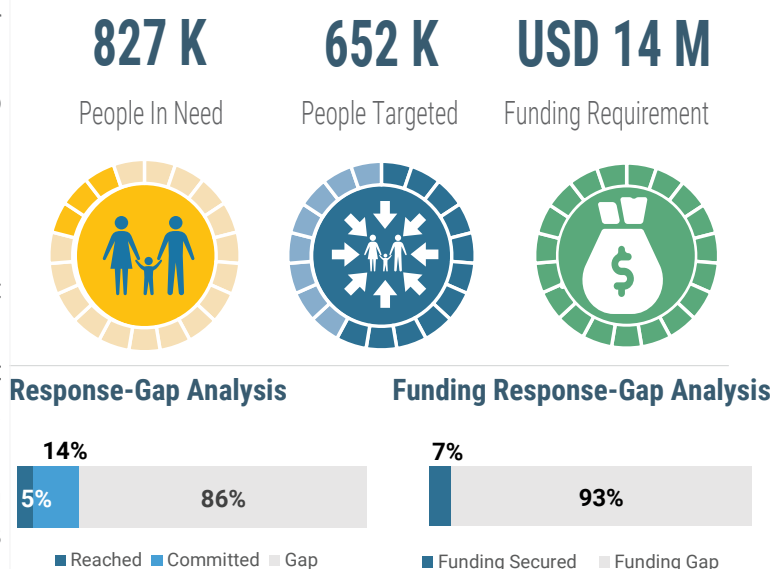 827 K
652 K
USD 14 M
People In Need
People Targeted
Funding Requirement
$
Response-Gap Analysis
Funding Response-Gap Analysis
14%
5%
86%
7%
93%
Reached Committed Gap
Funding Secured Funding Gap